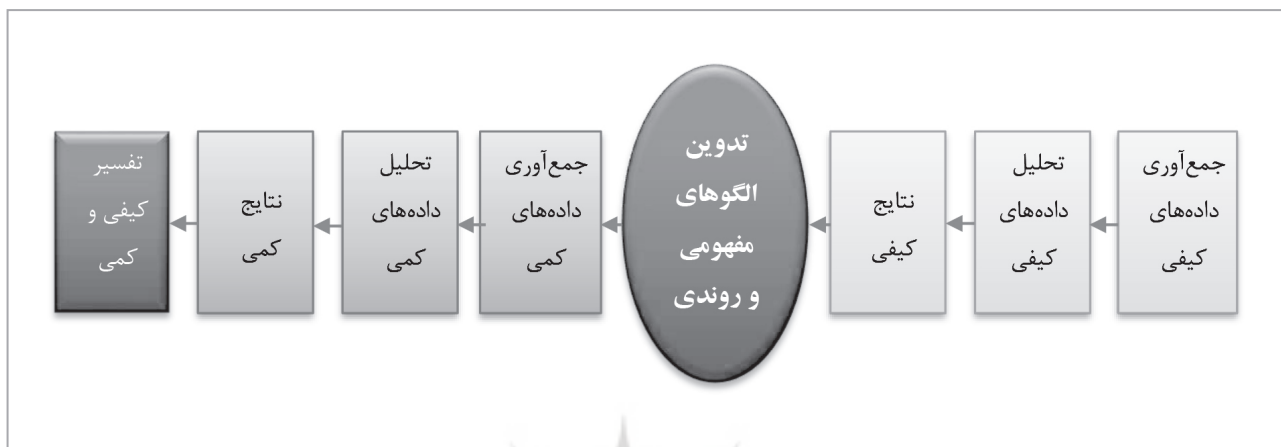 جمع‌آوری
داده‌های
کیفی
تحلیل
داده‌های
کیفی
نتایج
کیفی
تدوین
الگوهای
مفهومی
و روندی
جمع‌آوری
داده‌های
کمی
تحلیل
داده‌های
کمی
نتایج
کمی
تفسیر
کیفی و
کمی